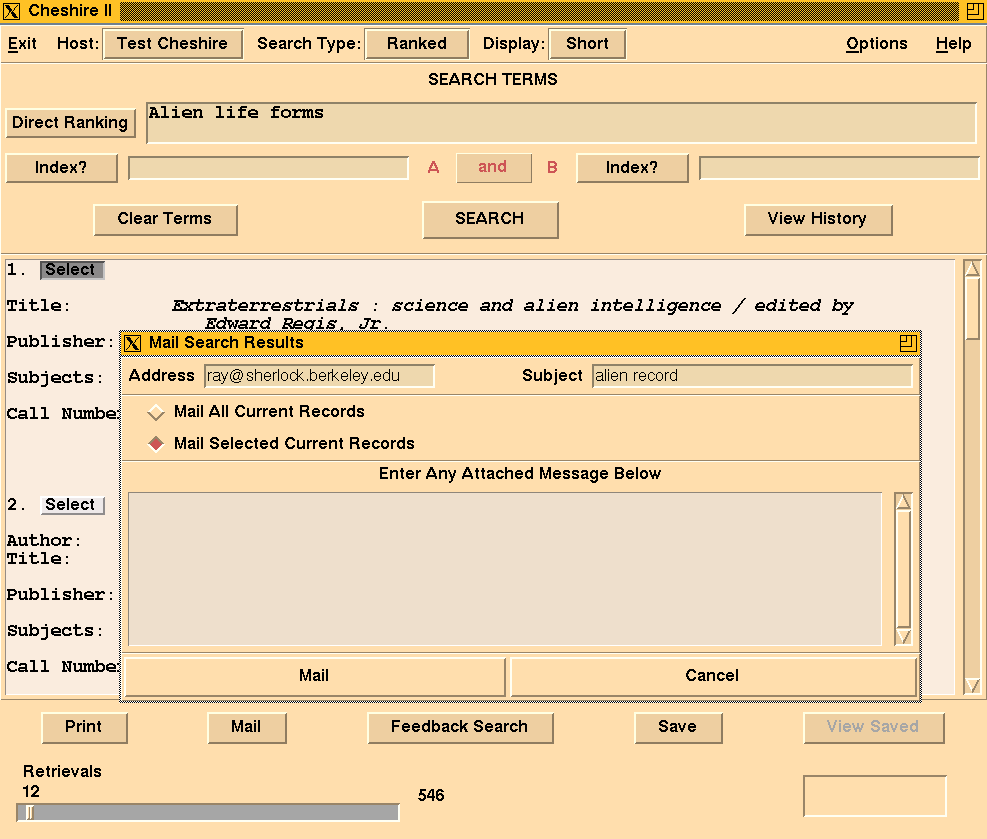 Cheshire II
Exit Host: Test Cheshire Search Type: Ranked Display: Short Options Help
SEARCH TERMS
Direct Ranking Alien life forms
Index? A and B Index?
Clear Terms SEARCH View History
1. Select
Title: Extraterrestrials : science and alien intelligence / edited by
Edward Regis, Jr.
Publisher:
Subjects:
Call Number
2. Select
Author:
Title:
Publisher:
Subjects:
Call Number
Mail Search Results
Address ray@sherlock.berkeley.edu Subject alien record
Mail All Current Records
Mail Selected Current Records
Enter Any Attached Message Below
Mail Cancel
Print Mail Feedback Search Save View Saved
Retrievals
12
546